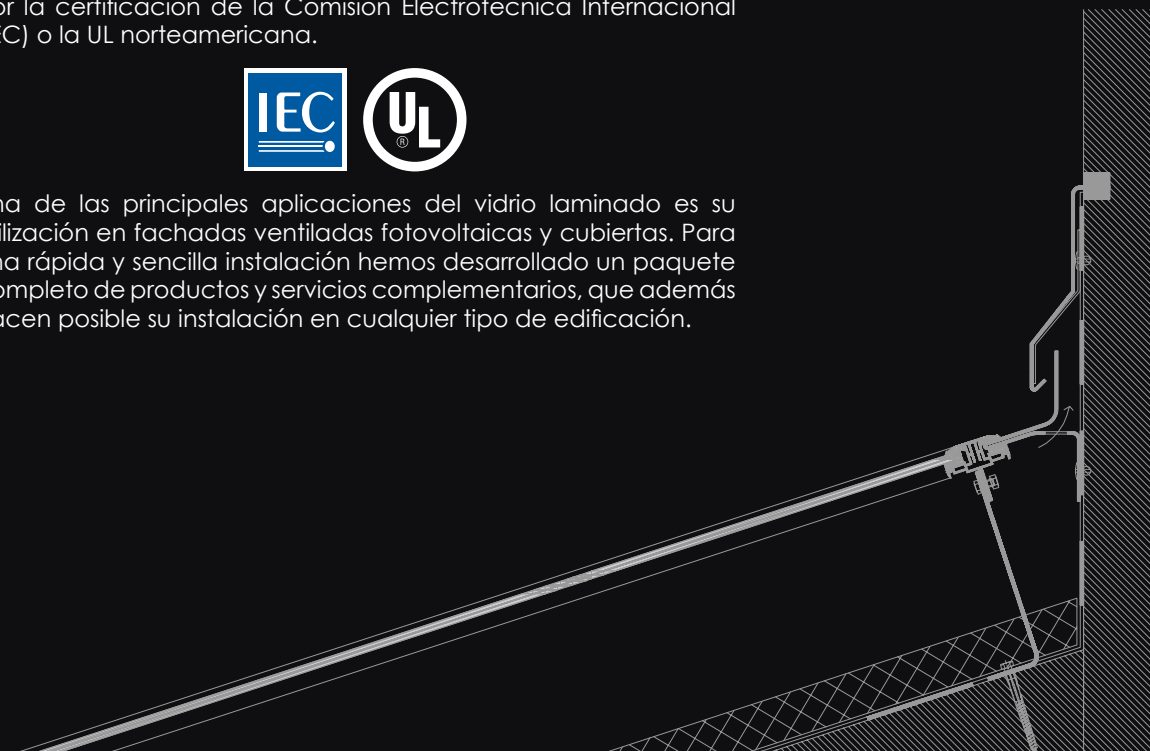 or la certificación de la Comisión Electrotécnica Internacional
EC) o la UL norteamericana.
IEC UL ®
na de las principales aplicaciones del vidrio laminado es su
ilización en fachadas ventiladas fotovoltaicas y cubiertas. Para
na rápida y sencilla instalación hemos desarrollado un paquete
ompleto de productos y servicios complementarios, que además
acen posible su instalación en cualquier tipo de edificación.